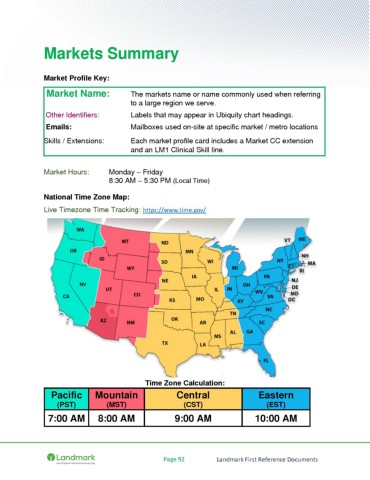 Markets Summary
Market Profile Key:
Market Name: The markets name or name commonly used when referring
to a large region we serve.
Other Identifiers: Labels that may appear in Ubiquity chart headings.
Emails: Mailboxes used on-site at specific market / metro locations
Skills / Extensions: Each market profile card includes a Market CC extension
and an LM1 Clinical Skill line.
Market Hours: Monday – Friday
8:30 AM – 5:30 PM (Local Time)
National Time Zone Map:
Live Timezone Time Tracking: https://www.time.gov/
WA
MT
ND
MN
VT
ME
OR
ID
SD
WI
MI
NY
NH
MA
RI
WY
IA
PA
NJ
NV
UT
NE
IL
IN
OH
DE
MD
DC
CA
CO
KS
MO
KY
WV
VA
AZ
NM
OK
AR
TN
NC
SC
TX
LA
MS
AL
GA
FL
Time Zone Calculation:
Pacific Mountain Central Eastern
(PST) (MST) (CST) (EST)
7:00 AM 8:00 AM 9:00 AM 10:00 AM
Landmark
Page 92 Landmark First Reference Documents